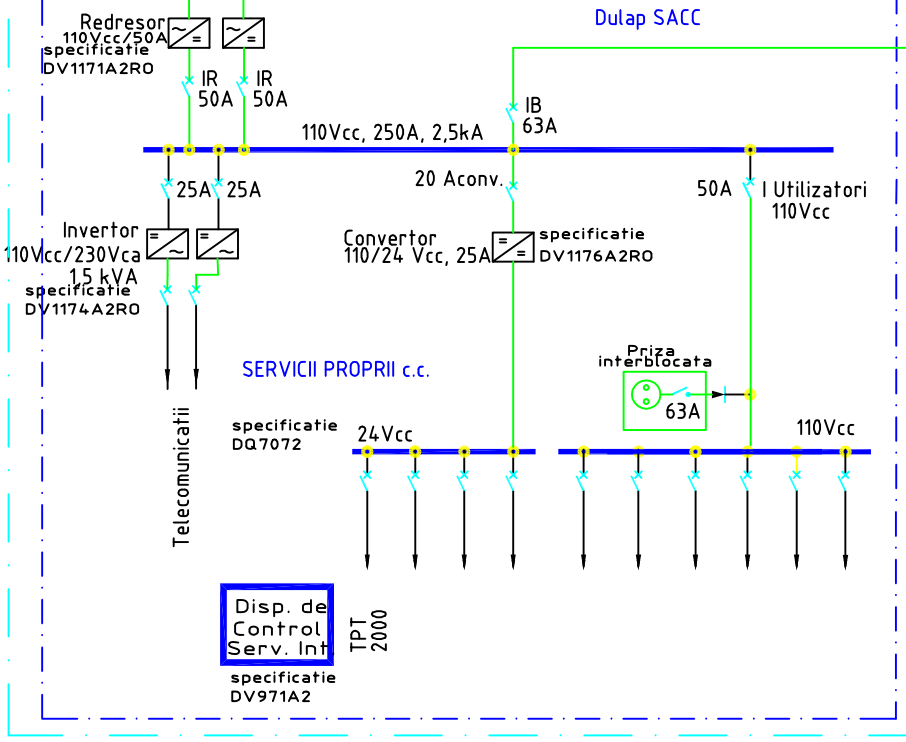 Dulap SACC
Redresor
110Vcc/50A
specificatie
DV1171A2RO
IR
50A
IR
50A
IB
63A
110Vcc, 250A, 2,5kA
25A
25A
20 Aconv.
50A
I Utilizatori
110Vcc
Invertor
110Vcc/230Vca
1,5 kVA
specificatie
DV1174A2RO
Convertor
110/24 Vcc, 25A
specificatie
DV1176A2RO
SERVICII PROPRII c.c.
Priza
interblocata
63A
Telecomunicatii
specificatie
DQ7072
24Vcc
110Vcc
Disp. de
Control
Serv. Int.
TPT
2000
specificatie
DV971A2